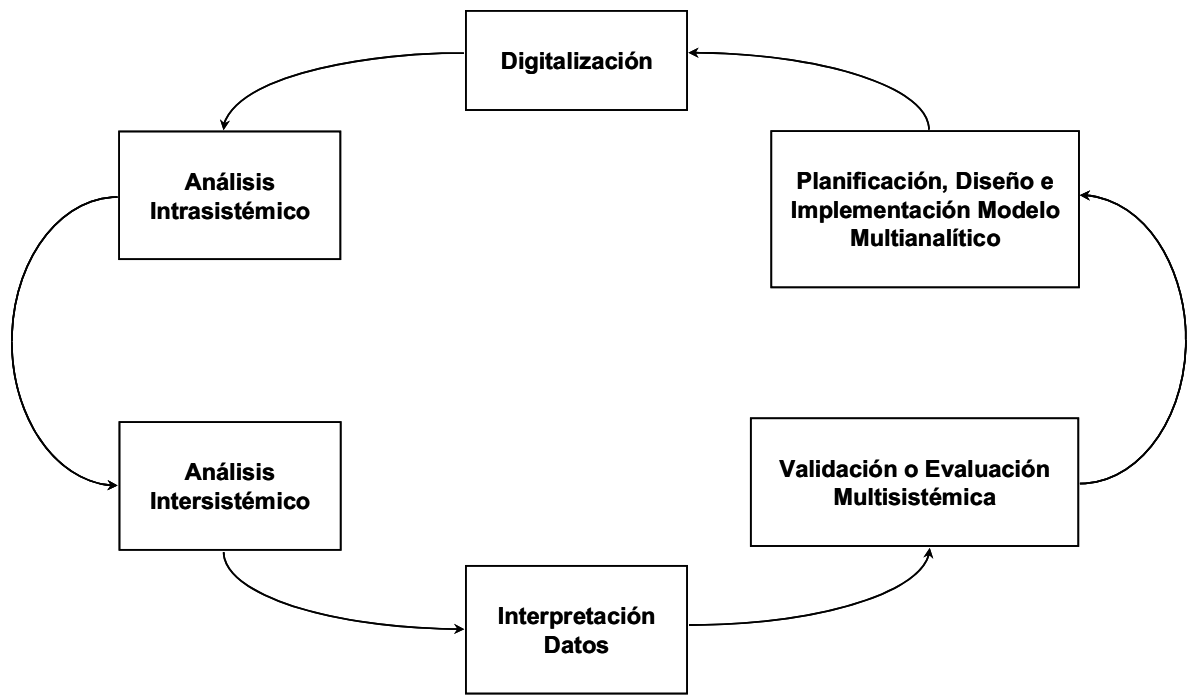 Digitalización
Análisis
Intrasistémico
Planificación, Diseño e
Implementación Modelo
Multianalítico
Análisis
Intersistémico
Validación o Evaluación
Multisistémica
Interpretación
Datos